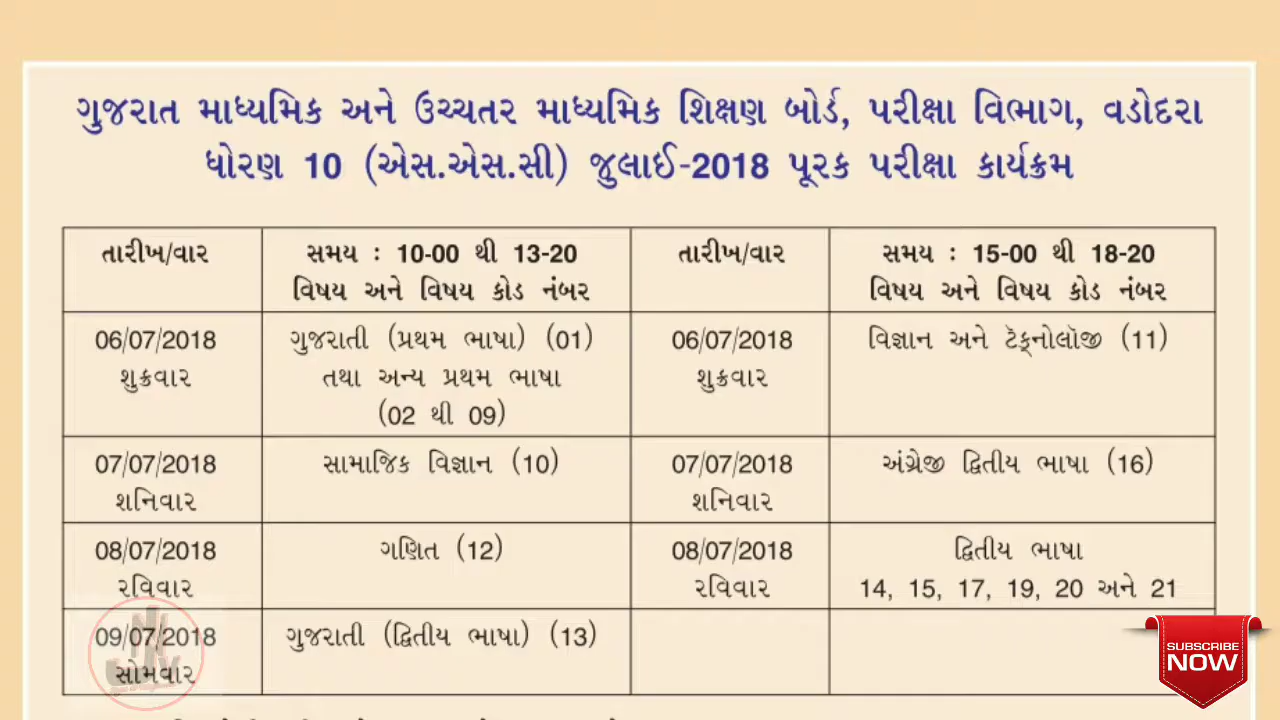 ગુજરાત માધ્યમિક અને ઉચ્ચતર માધ્યમિક શિક્ષણ બોર્ડ, પરીક્ષા વિભાગ, વડોદરા
ધોરણ 10 (એસ.એસ.સી) જુલાઈ-2018 પૂરક પરીક્ષા કાર્યક્રમ
તારીખ/વાર
સમય : 10-00 થી 13-20
વિષય અને વિષય કોડ નંબર
તારીખ/વાર
સમય : 15-00 થી 18-20
વિષય અને વિષય કોડ નંબર
06/07/2018
શુક્રવાર
ગુજરાતી (પ્રથમ ભાષા) (01)
તથા અન્ય પ્રથમ ભાષા
(02 થી 09)
06/07/2018
શુક્રવાર
વિજ્ઞાન અને ટૅક્નોલૉજી (11)
07/07/2018
શનિવાર
સામાજિક વિજ્ઞાન (10)
07/07/2018
શનિવાર
અંગ્રેજી દ્વિતીય ભાષા (16)
08/07/2018
રવિવાર
ગણિત (12)
08/07/2018
રવિવાર
દ્વિતીય ભાષા
14, 15, 17, 19, 20 અને 21
09/07/2018
સોમવાર
ગુજરાતી (દ્વિતીય ભાષા) (13)
SUBSCRIBE
NOW